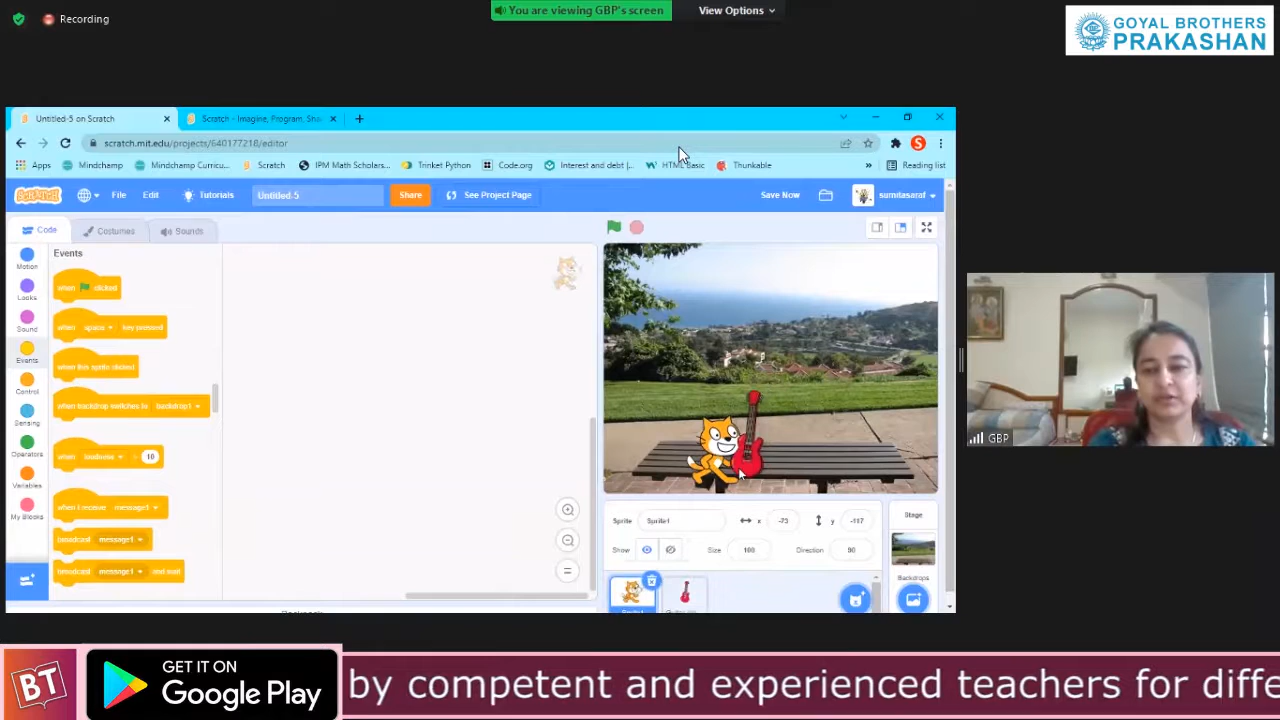 Recording
You are viewing GBP's screen
View Options
GOYAL BROTHERS
PRAKASHAN
Untitled-5 on Scratch
Scratch - Imagine, Program, Sha
scratch.mit.edu/projects/640177218/editor
Apps
Mindchamp
Mindchamp Curricu...
Scratch
IPM Math Scholars...
Trinket Python
Code.org
Interest and debt (...
HTML Basic
Thunkable
»
Reading list
SCRATCH
File
Edit
Tutorials
Untitled-5
Share
See Project Page
Save Now
sumitasaraf
Code
Costumes
Sounds
Motion
Looks
Sound
Events
Control
Sensing
Operators
Variables
My Blocks
Events
when clicked
when space key pressed
when this sprite clicked
when backdrop switches to backdrop1
when loudness > 10
when I receive message1
broadcast message1
broadcast message1 and wait
Sprite Sprite1 x -73 y -117
Show Size 100 Direction 90
Stage
Backdrops
GBP
BT
GET IT ON
Google Play
by competent and experienced teachers for diffe